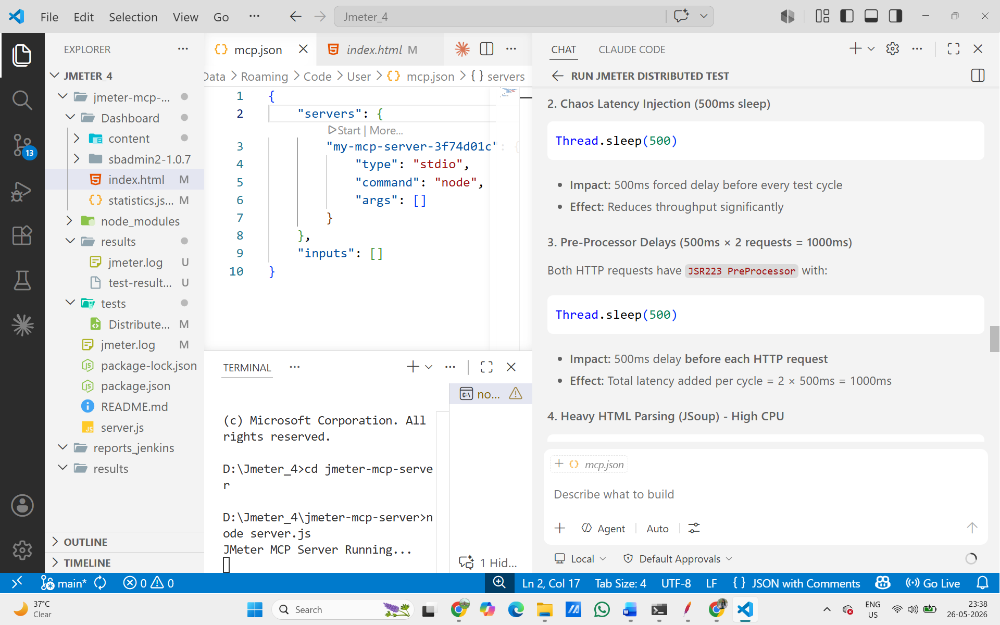 File Edit Selection View Go ... Jmeter_4
EXPLORER
JMETER_4
jmeter-mcp-...
Dashboard
content
sbadmin2-1.0.7
index.html M
statistics.js... M
node_modules
results
jmeter.log U
test-result... U
tests
Distribute... M
jmeter.log M
package-lock.json
package.json
README.md
server.js
reports_jenkins
results
OUTLINE
TIMELINE
13
mcp.json
index.html M
Data > Roaming > Code > User > {} mcp.json > {} servers
1 {
2 "servers": {
Start | More...
3 "my-mcp-server-3f74d01c": {
4 "type": "stdio",
5 "command": "node",
6 "args": []
7 }
8 },
9 "inputs": []
10 }
TERMINAL
no...
(c) Microsoft Corporation. All
rights reserved.
D:\Jmeter_4>cd jmeter-mcp-serve
r
D:\Jmeter_4\jmeter-mcp-server>n
ode server.js
JMeter MCP Server Running...
1 Hid...
CHAT CLAUDE CODE
RUN JMETER DISTRIBUTED TEST
2. Chaos Latency Injection (500ms sleep)
Thread.sleep(500)
• Impact: 500ms forced delay before every test cycle
• Effect: Reduces throughput significantly
3. Pre-Processor Delays (500ms × 2 requests = 1000ms)
Both HTTP requests have JSR223 PreProcessor with:
Thread.sleep(500)
• Impact: 500ms delay before each HTTP request
• Effect: Total latency added per cycle = 2 × 500ms = 1000ms
4. Heavy HTML Parsing (JSoup) - High CPU
+ {} mcp.json
Describe what to build
Agent Auto
Local Default Approvals
main* 0 0 Ln 2, Col 17 Tab Size: 4 UTF-8 LF {} JSON with Comments Go Live
37°C
Clear
Search
ENG
US
23:38
26-05-2026